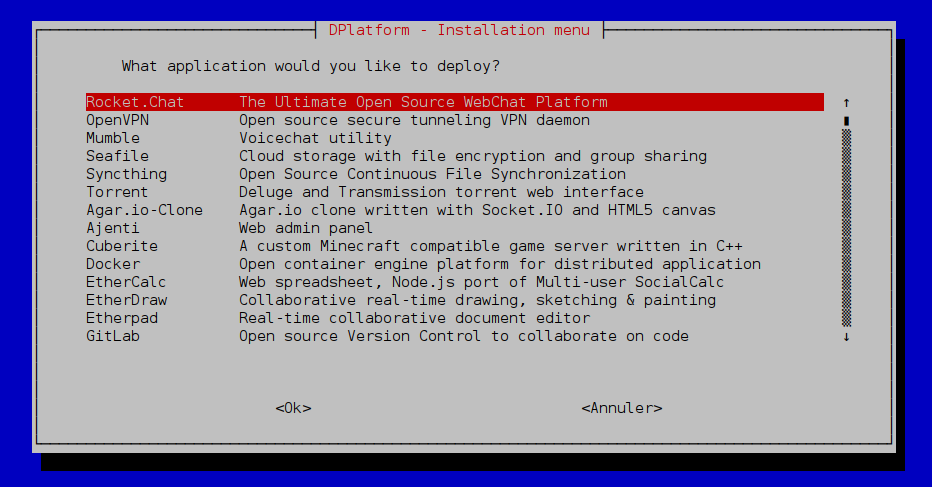 DPlatform - Installation menu
What application would you like to deploy?
Rocket.Chat The Ultimate Open Source WebChat Platform
OpenVPN Open source secure tunneling VPN daemon
Mumble Voicechat utility
Seafile Cloud storage with file encryption and group sharing
Syncthing Open Source Continuous File Synchronization
Torrent Deluge and Transmission torrent web interface
Agar.io-Clone Agar.io clone written with Socket.IO and HTML5 canvas
Ajenti Web admin panel
Cuberite A custom Minecraft compatible game server written in C++
Docker Open container engine platform for distributed application
EtherCalc Web spreadsheet, Node.js port of Multi-user SocialCalc
EtherDraw Collaborative real-time drawing, sketching & painting
Etherpad Real-time collaborative document editor
GitLab Open source Version Control to collaborate on code
<Ok> <Annuler>